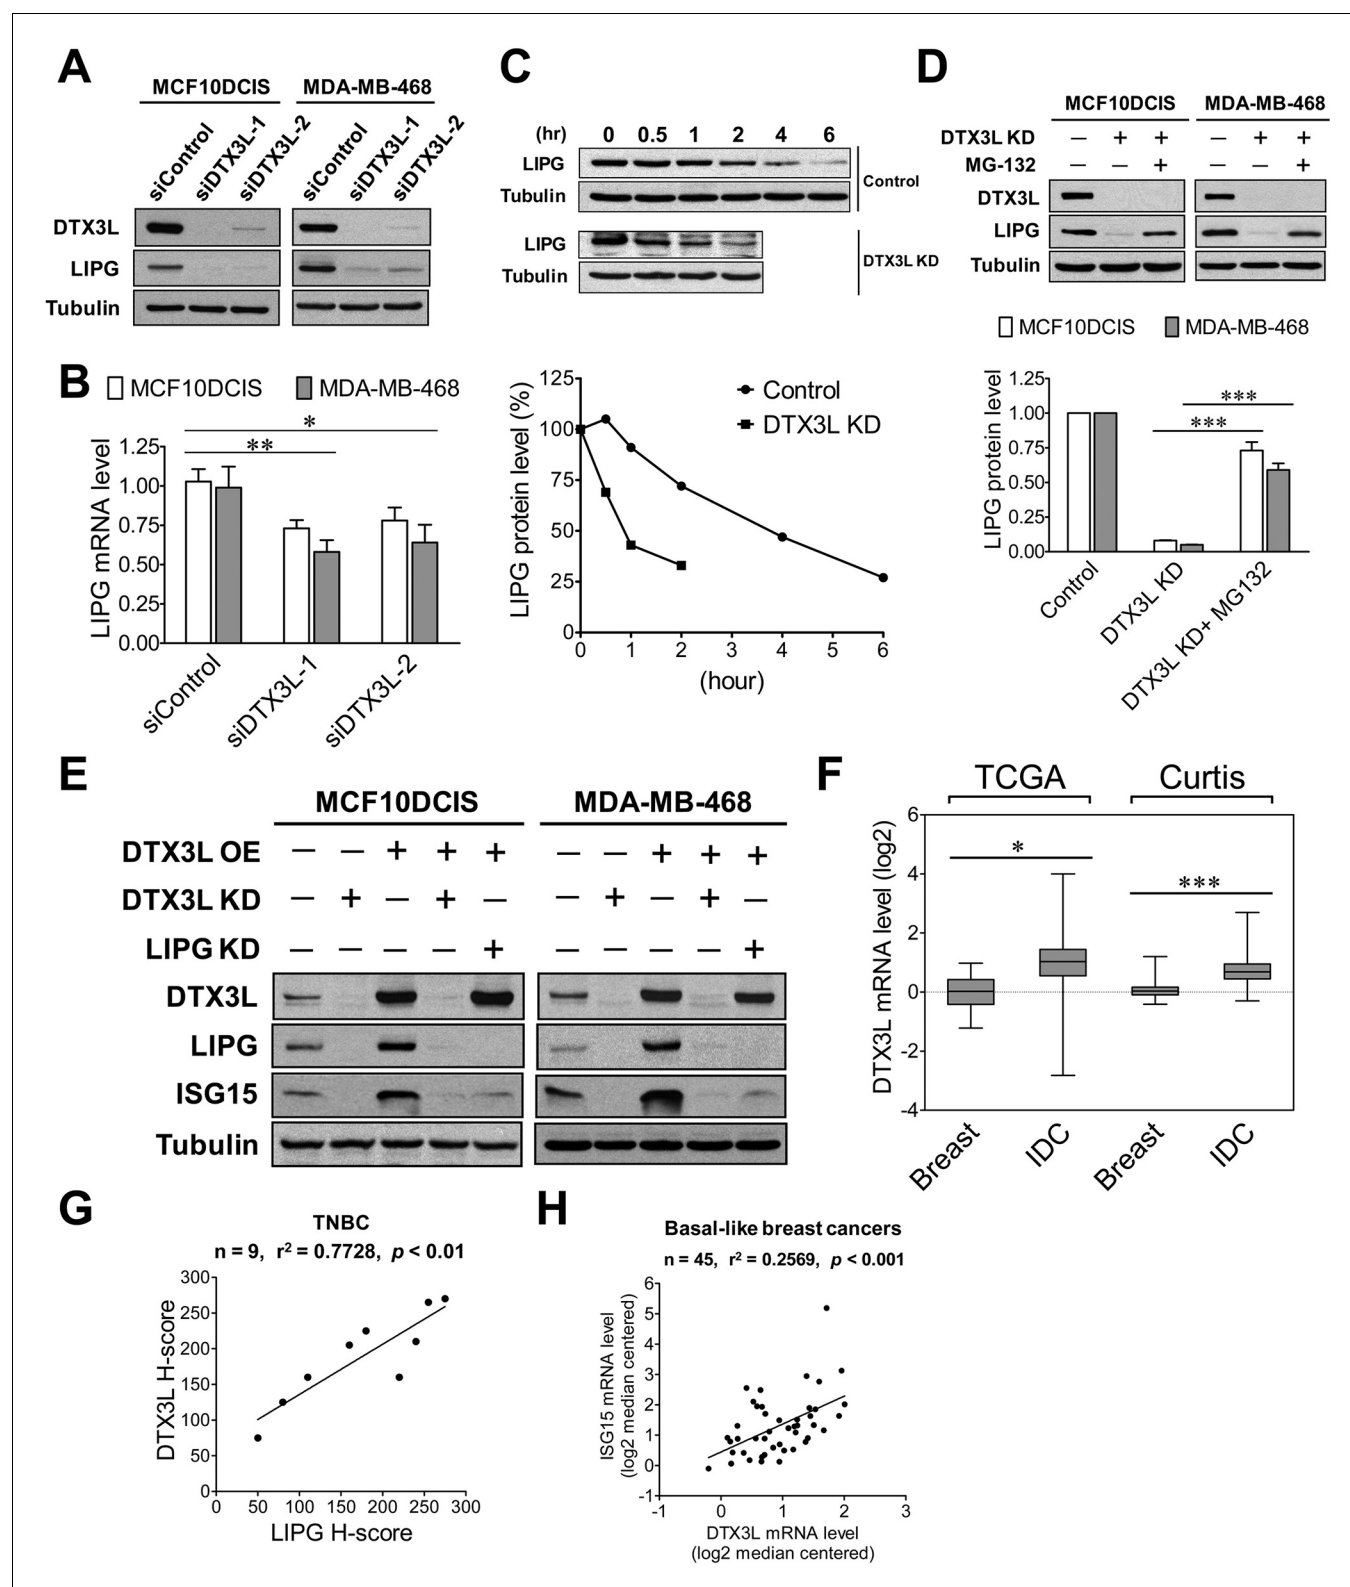 A
MCF10DCIS
MDA-MB-468
siControl
siDTX3L-1
siDTX3L-2
siControl
siDTX3L-1
siDTX3L-2
DTX3L
LIPG
Tubulin
B
MCF10DCIS
MDA-MB-468
*
**
LIPG mRNA level
1.25
1.00
0.75
0.50
0.25
0.00
siControl
siDTX3L-1
siDTX3L-2
C
(hr) 0 0.5 1 2 4 6
LIPG
Tubulin
Control
LIPG
Tubulin
DTX3L KD
LIPG protein level (%)
125
100
75
50
25
0
Control
DTX3L KD
0 1 2 3 4 5 6
(hour)
D
MCF10DCIS
MDA-MB-468
DTX3L KD — + + — + +
MG-132 — — + — — +
DTX3L
LIPG
Tubulin
MCF10DCIS
MDA-MB-468
***
***
LIPG protein level
1.25
1.00
0.75
0.50
0.25
0.00
Control
DTX3L KD
DTX3L KD+ MG132
E
MCF10DCIS
MDA-MB-468
DTX3L OE — — + + + — — + + +
DTX3L KD — + — + — — + — + —
LIPG KD — — — — + — — — — +
DTX3L
LIPG
ISG15
Tubulin
F
TCGA
Curtis
*
***
DTX3L mRNA level (log2)
6
4
2
0
-2
-4
Breast
IDC
Breast
IDC
G
TNBC
n = 9, r2 = 0.7728, p < 0.01
DTX3L H-score
300
250
200
150
100
50
0
0 50 100 150 200 250 300
LIPG H-score
H
Basal-like breast cancers
n = 45, r2 = 0.2569, p < 0.001
ISG15 mRNA level
(log2 median centered)
6
5
4
3
2
1
0
-1
-1 0 1 2 3
DTX3L mRNA level
(log2 median centered)